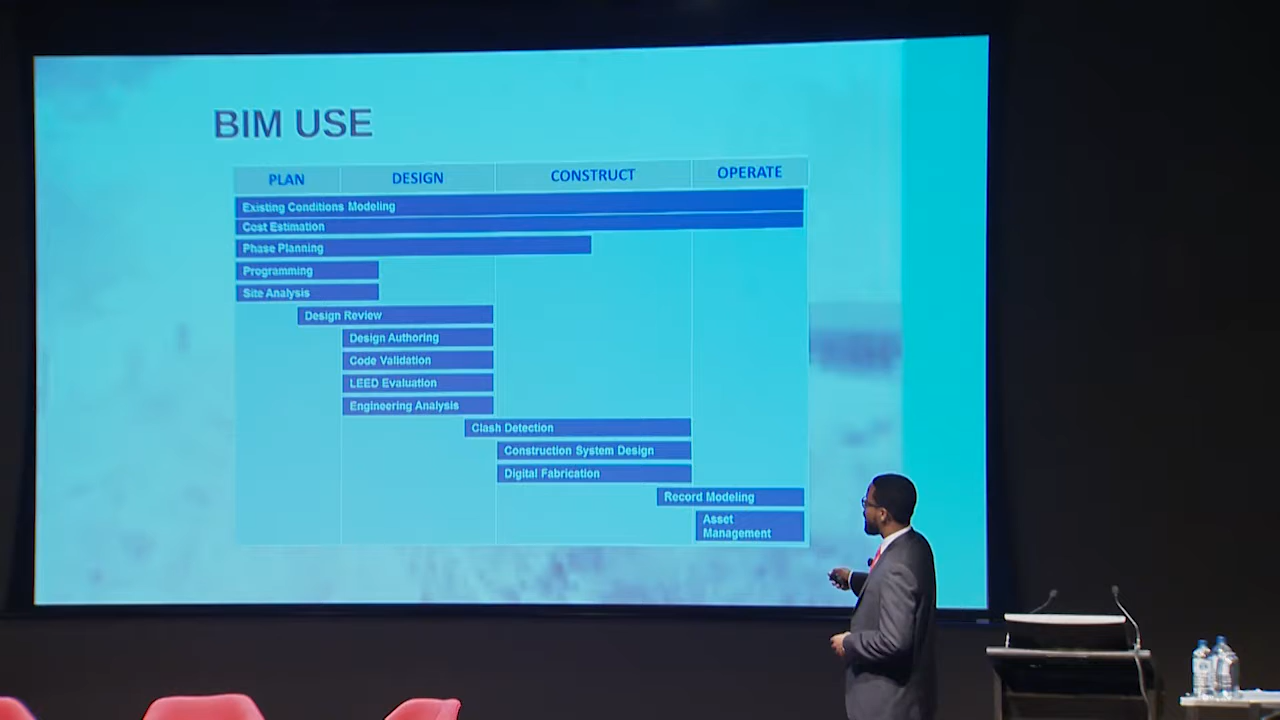 BIM USE
PLAN DESIGN CONSTRUCT OPERATE
Existing Conditions Modeling
Cost Estimation
Phase Planning
Programming
Site Analysis
Design Review
Design Authoring
Code Validation
LEED Evaluation
Engineering Analysis
Clash Detection
Construction System Design
Digital Fabrication
Record Modeling
Asset
Management